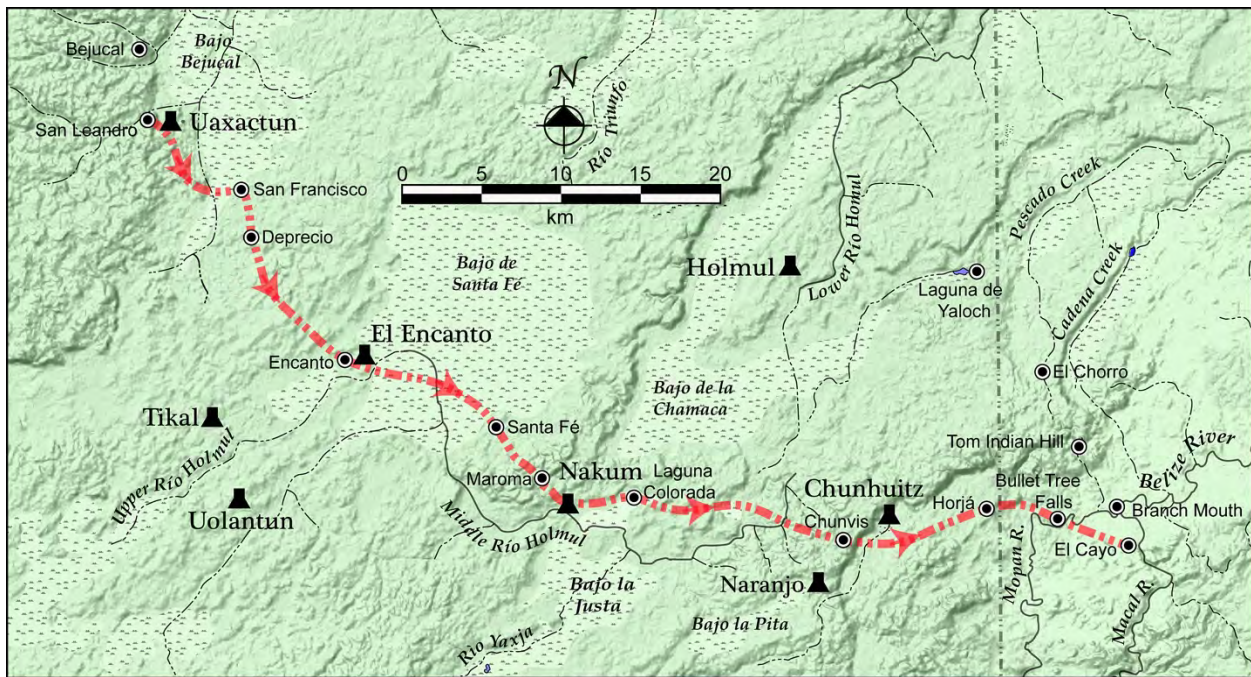 Bejucal
Bajo
Bejucal
San Leandro
Uaxactun
N
Río Triunfo
0 5 10 15 20
km
San Francisco
Deprecio
Bajo de
Santa Fé
Holmul
Lower Río Homul
Pescado Creek
Cadena Creek
Laguna de
Yaloch
El Encanto
Encanto
El Chorro
Bajo de la
Chamaca
Tikal
Upper Río Holmul
Santa Fé
Tom Indian Hill
Belize River
Maroma
Nakum
Laguna
Colorada
Chunhuitz
Bullet Tree
Falls
Horjá
Branch Mouth
Uolantun
Middle Río Holmul
Chunvis
El Cayo
Mopan R.
Macal R.
Bajo la
Justa
Naranjo
Bajo la Pita
Rio Yaxja